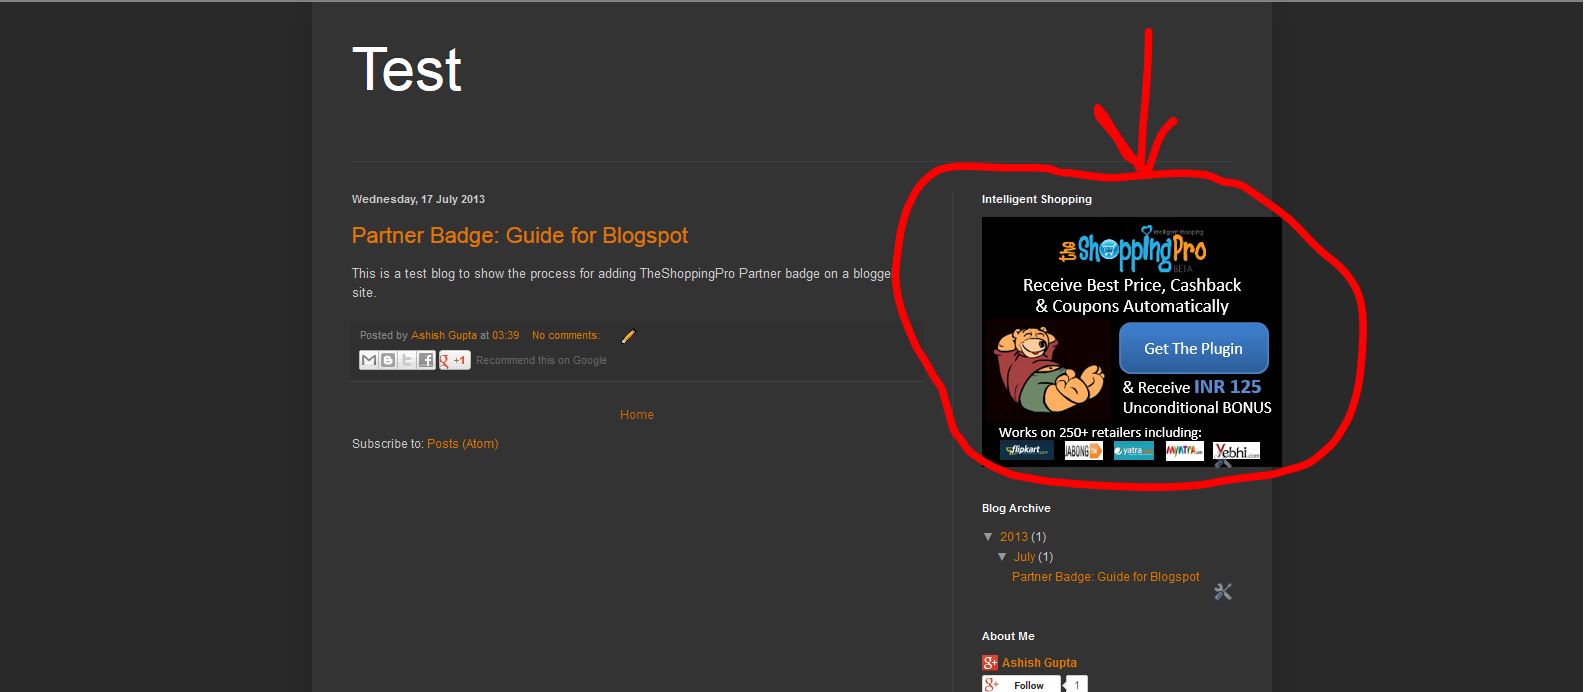 Test
Wednesday, 17 July 2013
Partner Badge: Guide for Blogspot
This is a test blog to show the process for adding TheShoppingPro Partner badge on a blogge
site.
Posted by Ashish Gupta at 03:39 No comments:
+1 Recommend this on Google
Home
Subscribe to: Posts (Atom)
Intelligent Shopping
intelligent shopping
the ShoppingPro
BETA
Receive Best Price, Cashback
& Coupons Automatically
Get The Plugin
& Receive INR 125
Unconditional BONUS
Works on 250+ retailers including:
flipkart.com JABONG yatra Myntra.com Yebhi.com
Blog Archive
▼ 2013 (1)
▼ July (1)
Partner Badge: Guide for Blogspot
About Me
g+ Ashish Gupta
g+ Follow 1